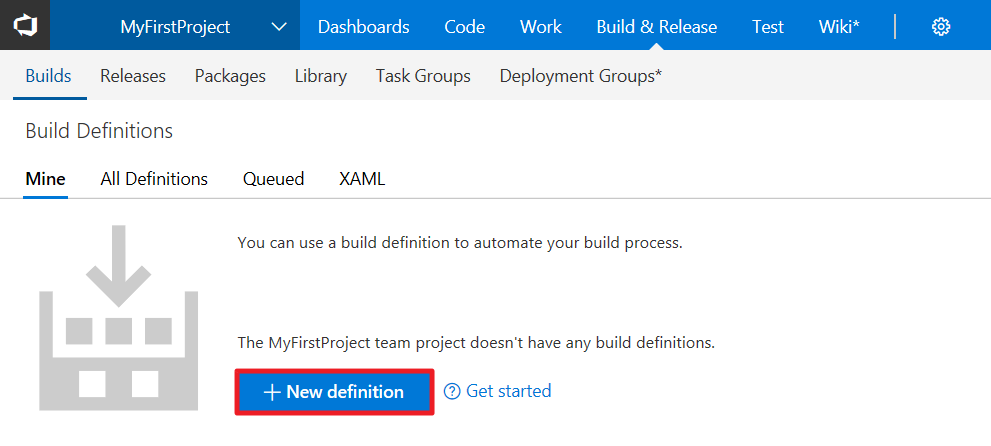 MyFirstProject Dashboards Code Work Build & Release Test Wiki*
Builds Releases Packages Library Task Groups Deployment Groups*
Build Definitions
Mine All Definitions Queued XAML
You can use a build definition to automate your build process.
The MyFirstProject team project doesn't have any build definitions.
+ New definition ? Get started